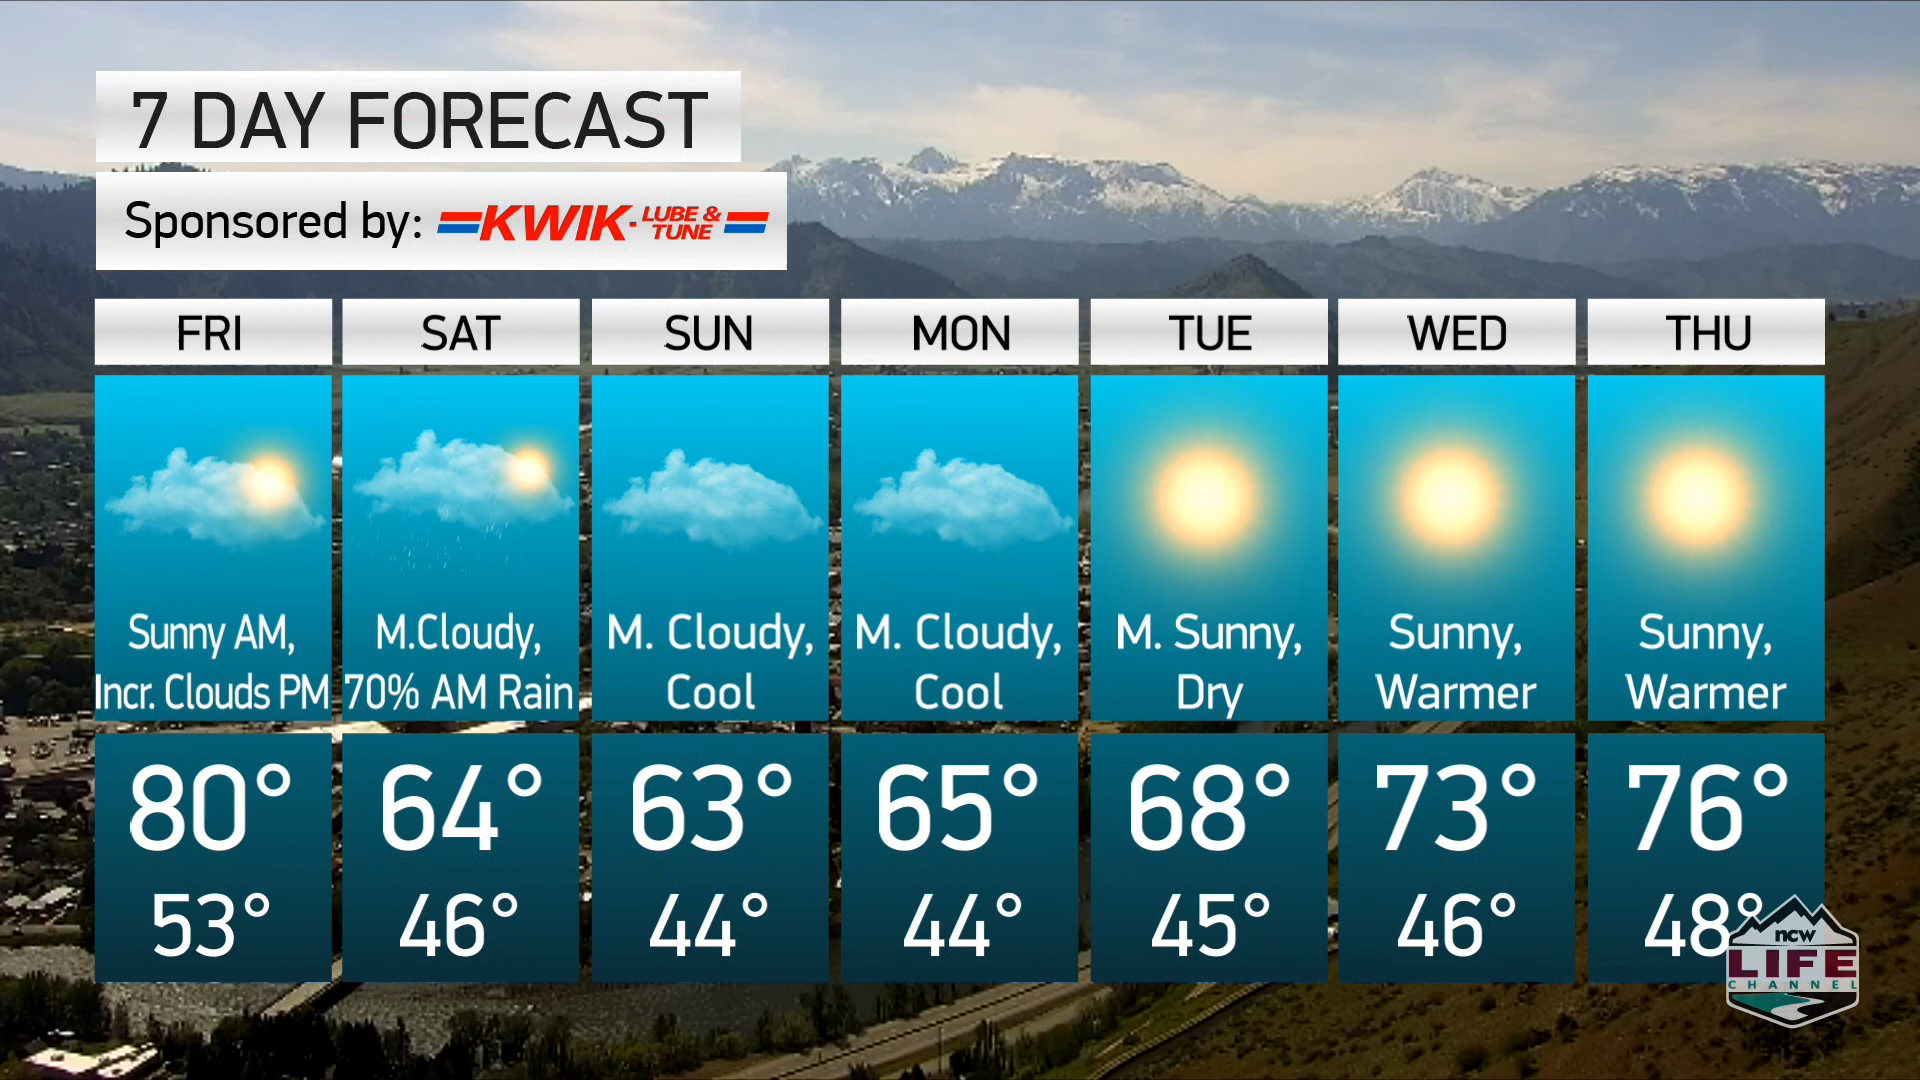 7 DAY FORECAST
Sponsored by: KWIK-LUBE & TUNE
FRI SAT SUN MON TUE WED THU
Sunny AM, M.Cloudy, M. Cloudy, M. Cloudy, M. Sunny, Sunny, Sunny,
Incr. Clouds PM 70% AM Rain Cool Cool Dry Warmer Warmer
80° 64° 63° 65° 68° 73° 76°
53° 46° 44° 44° 45° 46° 48°
ncw
LIFE
CHANNEL